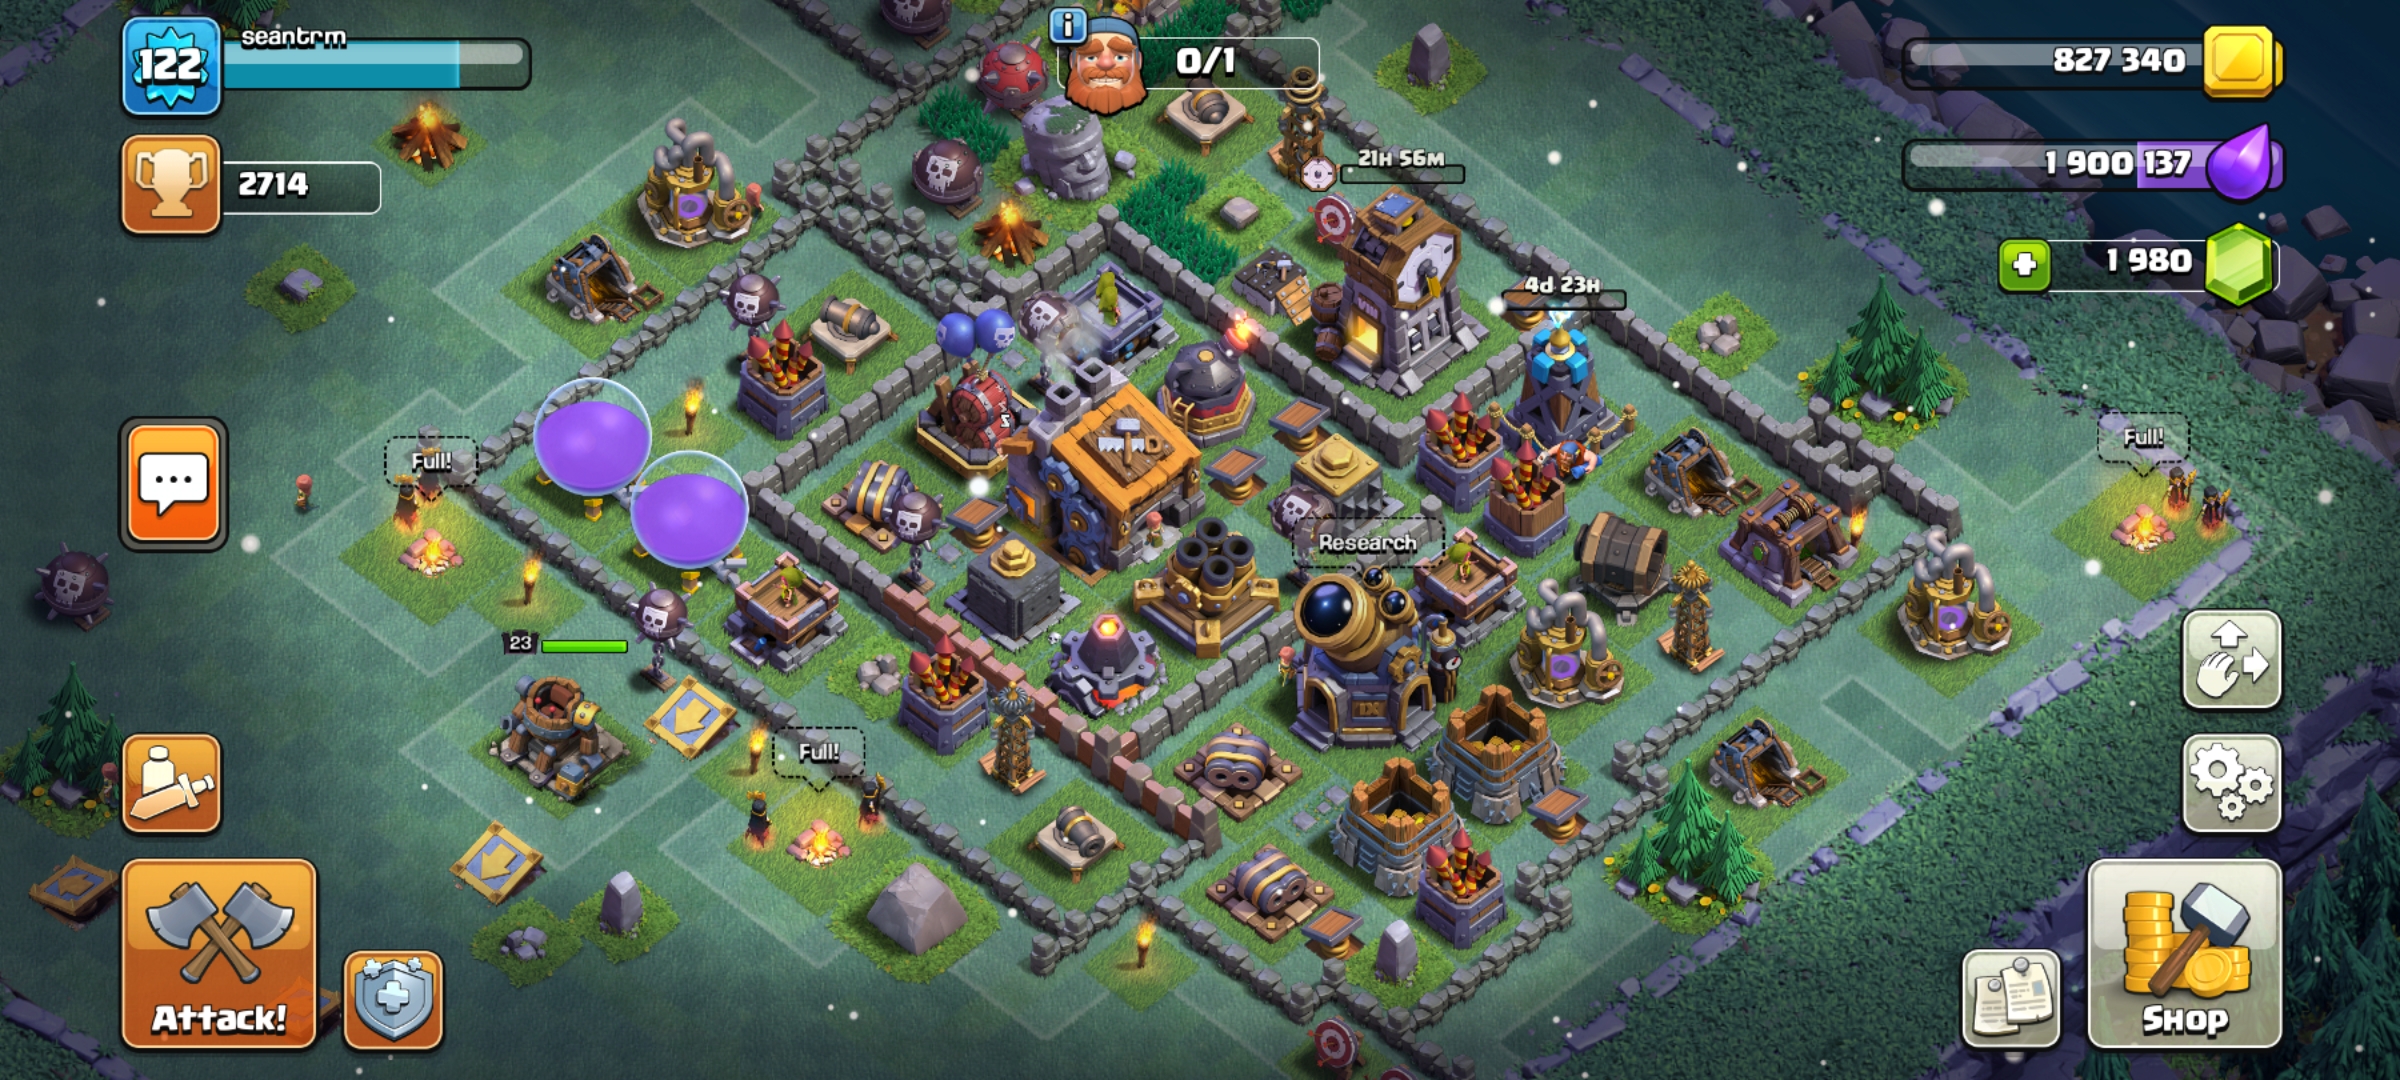 122
seantrm
2714
0/1
827 340
1 900 137
1 980
21H 56M
4d 23H
Full!
Full!
Research
23
Full!
Attack!
Shop